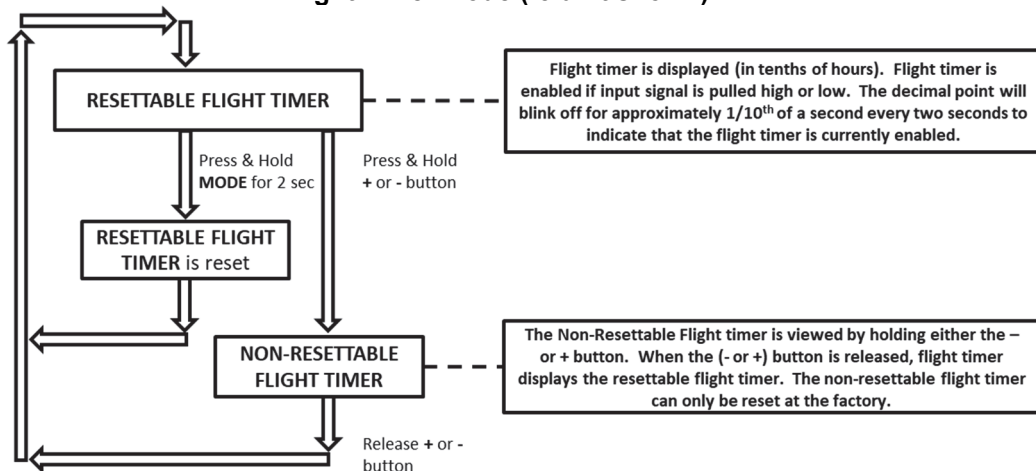 RESETTABLE FLIGHT TIMER
Flight timer is displayed (in tenths of hours). Flight timer is
enabled if input signal is pulled high or low. The decimal point will
blink off for approximately 1/10th of a second every two seconds to
indicate that the flight timer is currently enabled.
Press & Hold
MODE for 2 sec
Press & Hold
+ or - button
RESETTABLE FLIGHT
TIMER is reset
NON-RESETTABLE
FLIGHT TIMER
The Non-Resettable Flight timer is viewed by holding either the –
or + button. When the (- or +) button is released, flight timer
displays the resettable flight timer. The non-resettable flight timer
can only be reset at the factory.
Release + or -
button